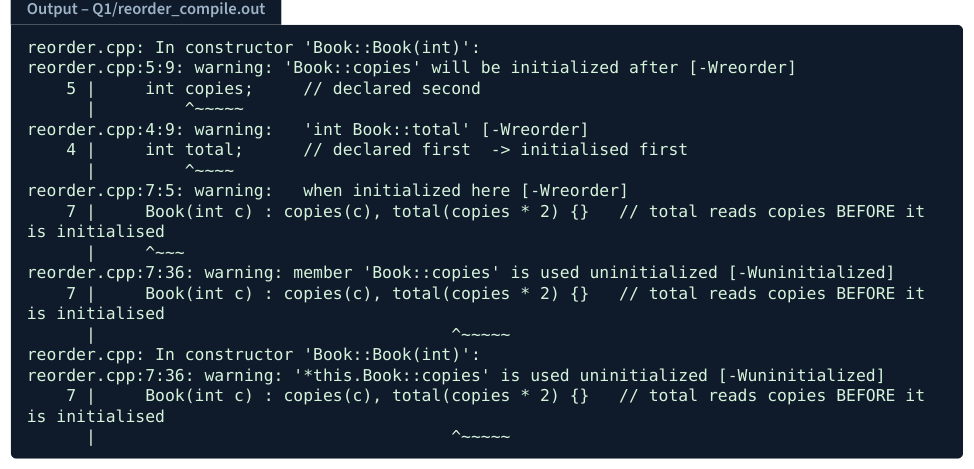 Output – Q1/reorder_compile.out
reorder.cpp: In constructor 'Book::Book(int)':
reorder.cpp:5:9: warning: 'Book::copies' will be initialized after [-Wreorder]
    5 |     int copies;     // declared second
      |         ^~~~~~
reorder.cpp:4:9: warning:   'int Book::total' [-Wreorder]
    4 |     int total;      // declared first  -> initialised first
      |         ^~~~~
reorder.cpp:7:5: warning:   when initialized here [-Wreorder]
    7 |     Book(int c) : copies(c), total(copies * 2) {}   // total reads copies BEFORE it
is initialised
      |     ^~~~
reorder.cpp:7:36: warning: member 'Book::copies' is used uninitialized [-Wuninitialized]
    7 |     Book(int c) : copies(c), total(copies * 2) {}   // total reads copies BEFORE it
is initialised
      |                                    ^~~~~~
reorder.cpp: In constructor 'Book::Book(int)':
reorder.cpp:7:36: warning: '*this.Book::copies' is used uninitialized [-Wuninitialized]
    7 |     Book(int c) : copies(c), total(copies * 2) {}   // total reads copies BEFORE it
is initialised
      |                                    ^~~~~~